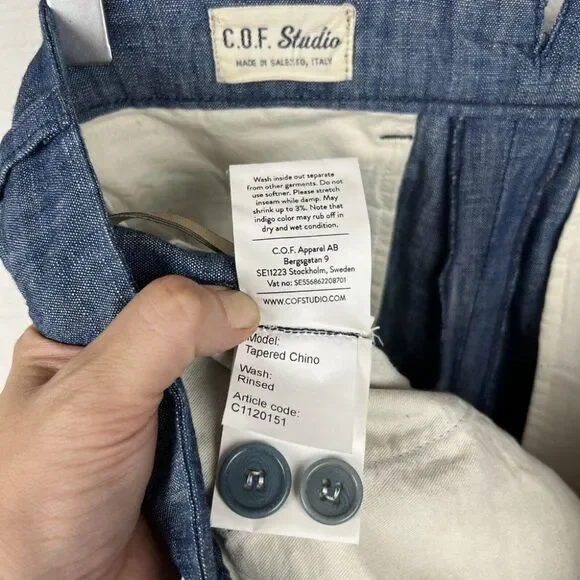 C.O.F. Studio
MADE IN SALENTO, ITALY
Wash inside out separate
from other garments. Do not
use softner. Please stretch
inseam while damp. May
shrink up to 3%. Note that
indigo color may rub off in
dry and wet condition.
C.O.F. Apparel AB
Bergsgatan 9
SE11223 Stockholm, Sweden
Vat no: SE556862208701
WWW.COFSTUDIO.COM
Model:
Tapered Chino
Wash:
Rinsed
Article code:
C1120151